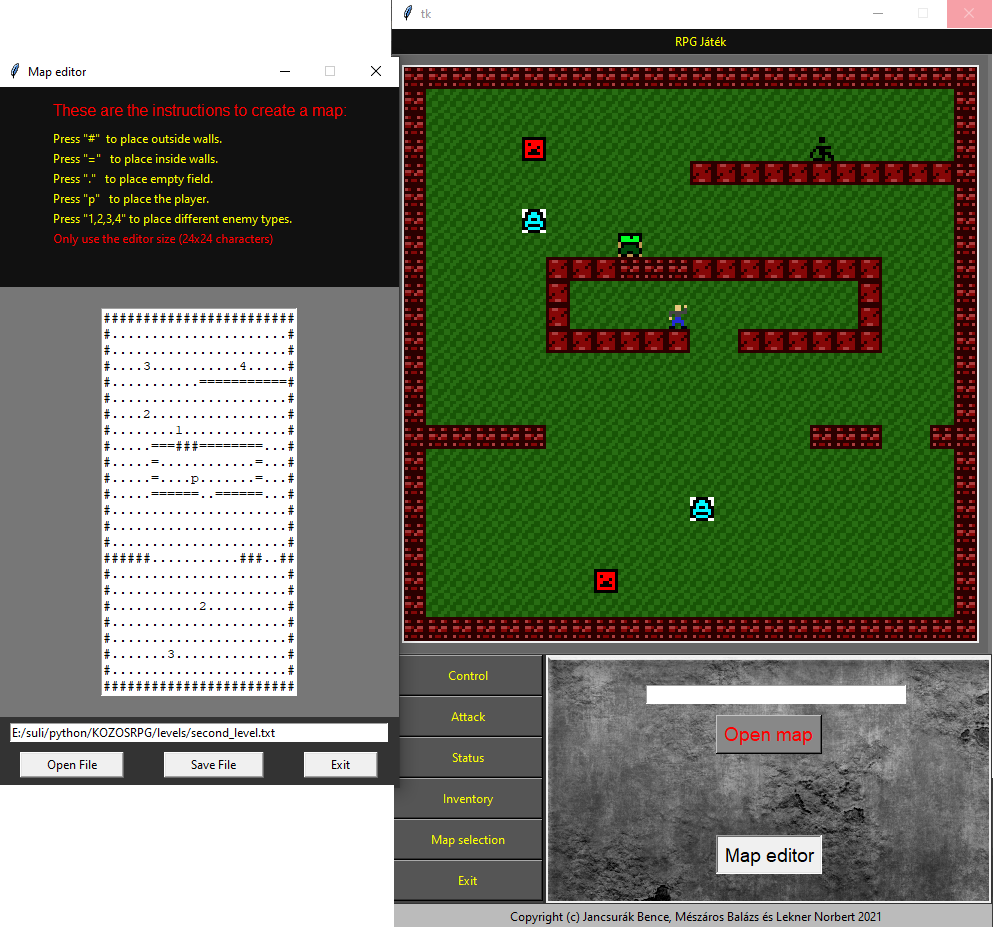 Map editor
These are the instructions to create a map:
Press "#" to place outside walls.
Press "=" to place inside walls.
Press "." to place empty field.
Press "p" to place the player.
Press "1,2,3,4" to place different enemy types.
Only use the editor size (24x24 characters)
########################
#......................#
#......................#
#....3...........4.....#
#...........===========#
#......................#
#....2.................#
#........1.............#
#.....===###========...#
#.....=............=...#
#.....=....p.......=...#
#.....======..======...#
#......................#
#......................#
#......................#
######...........###..##
#......................#
#......................#
#...........2..........#
#......................#
#......................#
#.......3..............#
#......................#
########################
E:/suli/python/KOZOSRPG/levels/second_level.txt
Open File
Save File
Exit
tk
RPG Játék
Control
Attack
Status
Inventory
Map selection
Exit
Open map
Map editor
Copyright (c) Jancsurák Bence, Mészáros Balázs és Lekner Norbert 2021